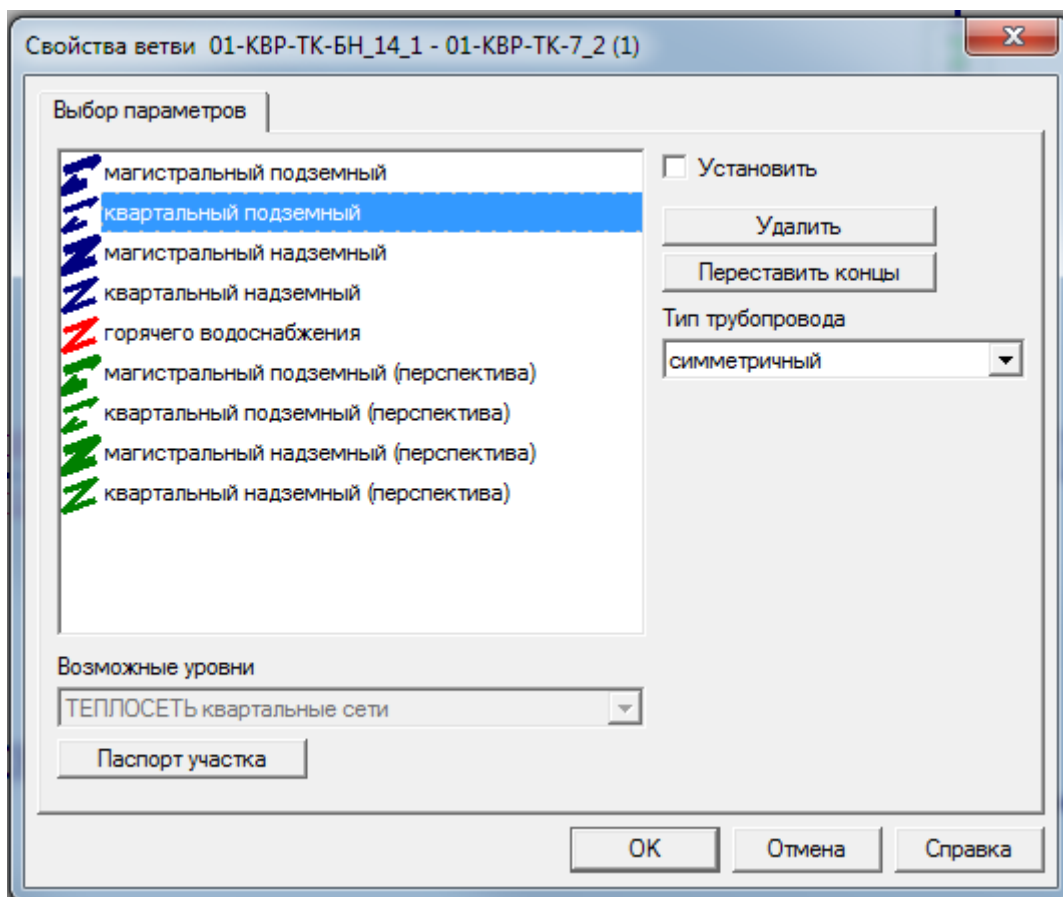 Свойства ветви 01-КВР-ТК-БН_14_1 - 01-КВР-ТК-7_2 (1)
Выбор параметров
магистральный подземный
квартальный подземный
магистральный надземный
квартальный надземный
горячего водоснабжения
магистральный подземный (перспектива)
квартальный подземный (перспектива)
магистральный надземный (перспектива)
квартальный надземный (перспектива)
Установить
Удалить
Переставить концы
Тип трубопровода
симметричный
Возможные уровни
ТЕПЛОСЕТЬ квартальные сети
Паспорт участка
ОК Отмена Справка